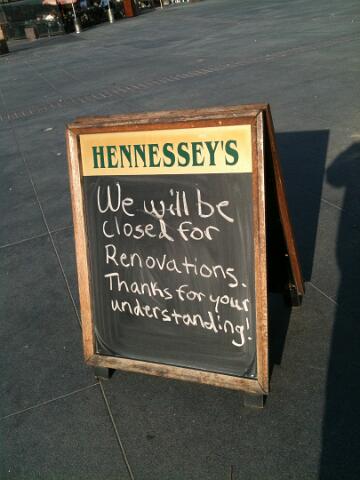 HENNESSEY'S
We will be
closed for
Renovations.
Thanks for your
understanding!